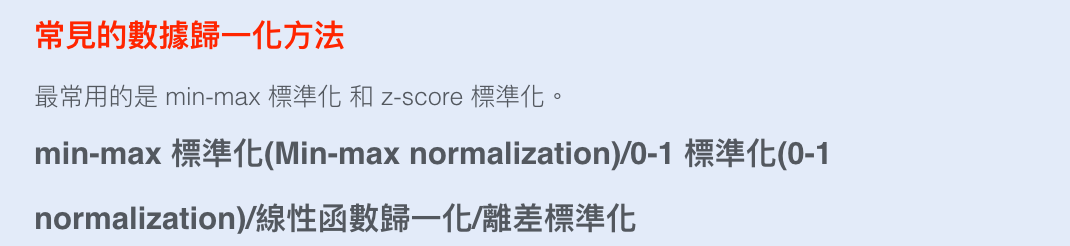 常見的數據歸一化方法
最常用的是 min-max 標準化 和 z-score 標準化。
min-max 標準化(Min-max normalization)/0-1 標準化(0-1
normalization)/線性函數歸一化/離差標準化